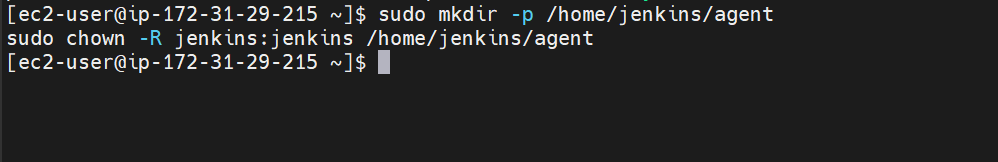 [ec2-user@ip-172-31-29-215 ~]$ sudo mkdir -p /home/jenkins/agent
sudo chown -R jenkins:jenkins /home/jenkins/agent
[ec2-user@ip-172-31-29-215 ~]$